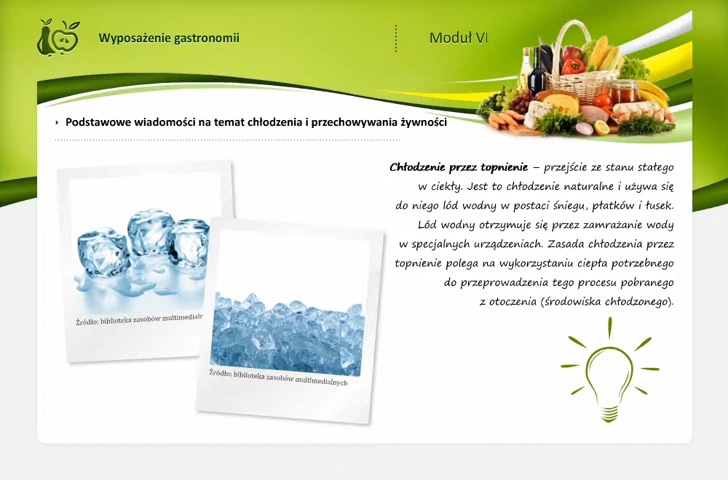 Wyposażenie gastronomii
Moduł VI
Podstawowe wiadomości na temat chłodzenia i przechowywania żywności
Chłodzenie przez topnienie – przejście ze stanu stałego
w ciekły. Jest to chłodzenie naturalne i używa się
do niego lód wodny w postaci śniegu, płatków i łusek.
Lód wodny otrzymuje się przez zamrażanie wody
w specjalnych urządzeniach. Zasada chłodzenia przez
topnienie polega na wykorzystaniu ciepła potrzebnego
do przeprowadzenia tego procesu pobranego
z otoczenia (środowiska chłodzonego).
Źródło: biblioteka zasobów multimedialr
Źródło: biblioteka zasobów multimedialnych